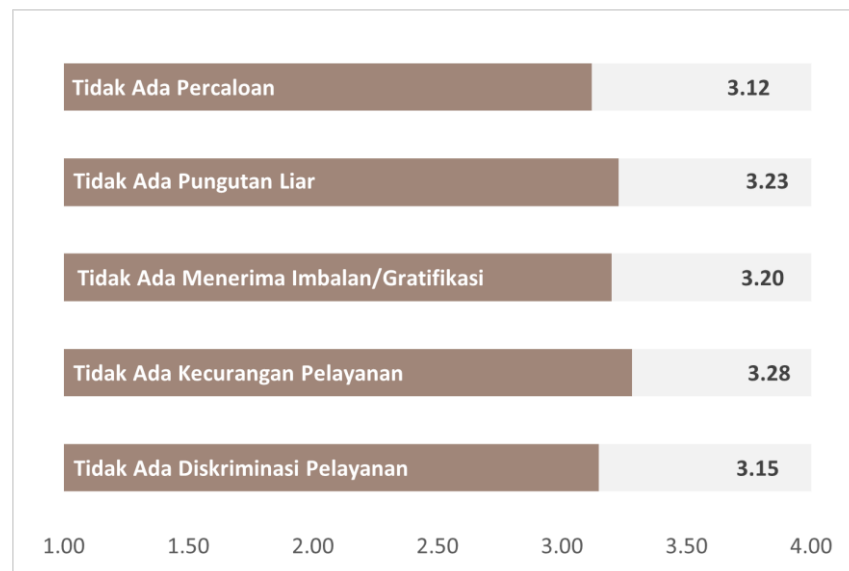 Tidak Ada Percaloan 3.12
Tidak Ada Pungutan Liar 3.23
Tidak Ada Menerima Imbalan/Gratifikasi 3.20
Tidak Ada Kecurangan Pelayanan 3.28
Tidak Ada Diskriminasi Pelayanan 3.15
1.00 1.50 2.00 2.50 3.00 3.50 4.00